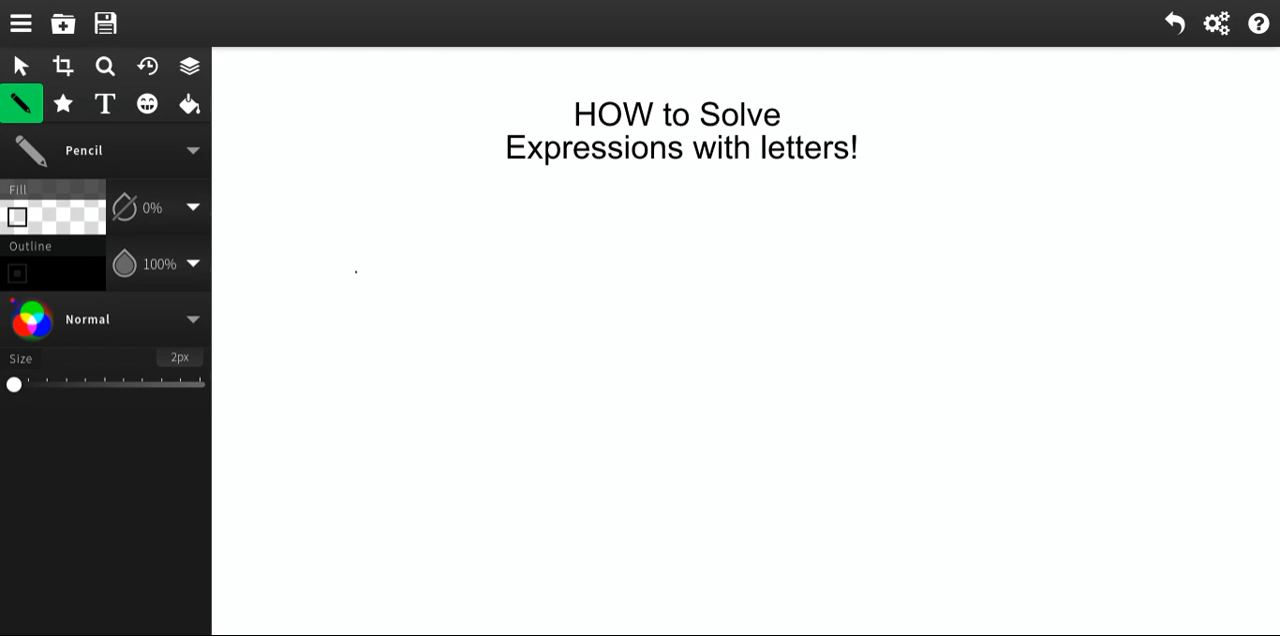 HOW to Solve
Expressions with letters!
Pencil
Fill
0%
Outline
100%
Normal
Size
2px